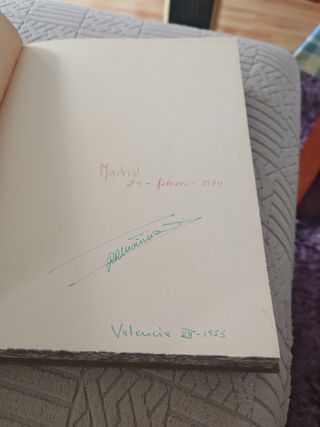 Madrid
24 - febrero - 1974
Valencia VII - 1955